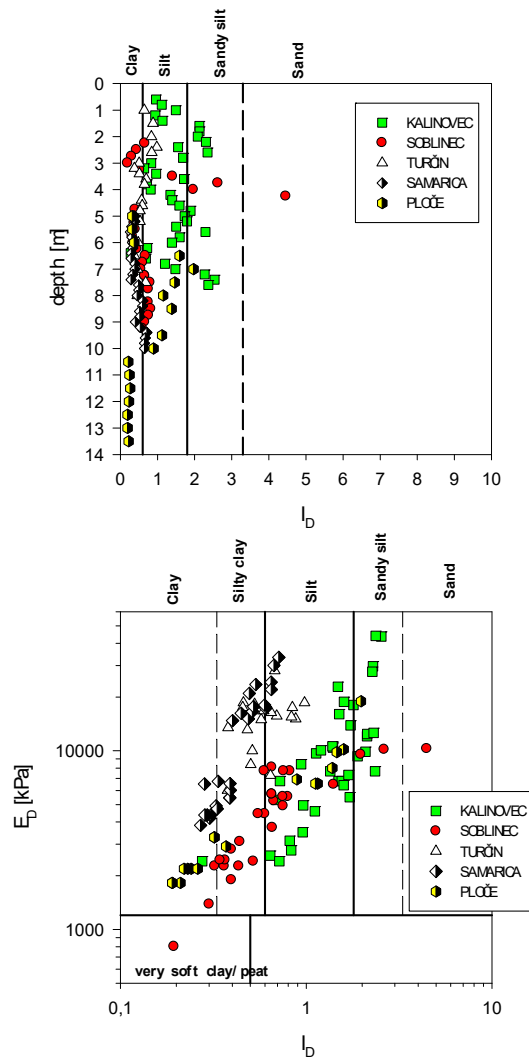 Clay
Silt
Sandy silt
Sand
0
1
2
3
4
5
6
7
8
9
10
11
12
13
14
depth [m]
KALINOVEC
SOBLINEC
TURČIN
SAMARICA
PLOČE
0 1 2 3 4 5 6 7 8 9 10
I_D
Clay
Silty clay
Silt
Sandy silt
Sand
10000
1000
E_D [kPa]
KALINOVEC
SOBLINEC
TURČIN
SAMARICA
PLOČE
very soft clay/ peat
0,1 1 10
I_D